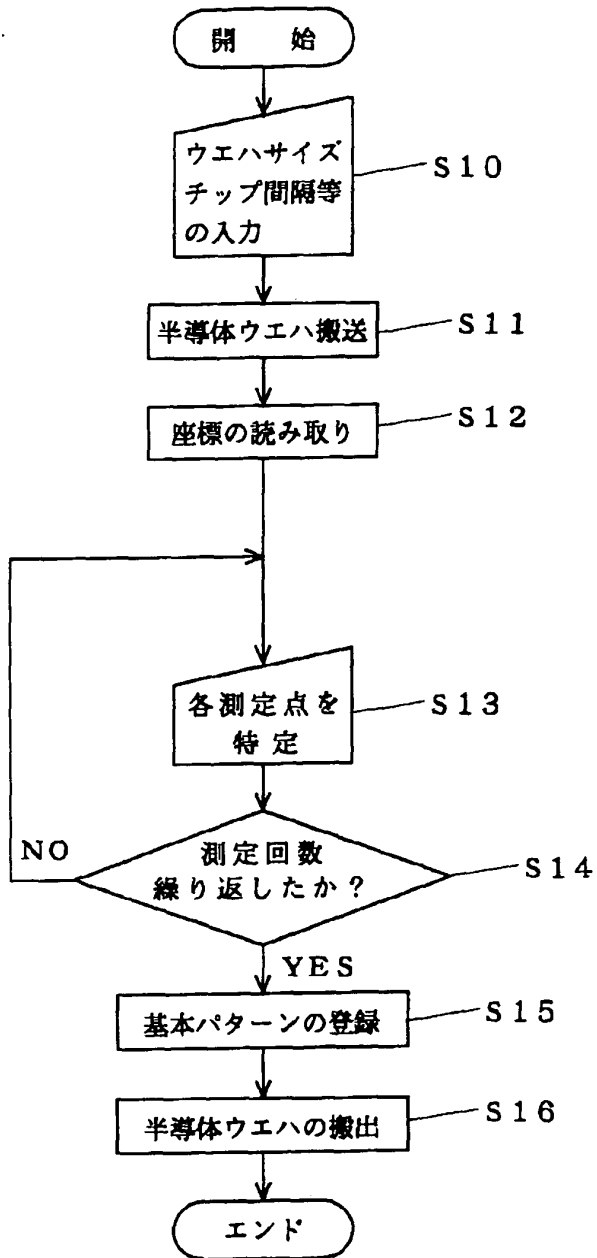 開 始
ウエハサイズ
チップ間隔等
の入力
S10
半導体ウエハ搬送
S11
座標の読み取り
S12
各測定点を
特定
S13
測定回数
繰り返したか?
S14
NO
YES
基本パターンの登録
S15
半導体ウエハの搬出
S16
エンド